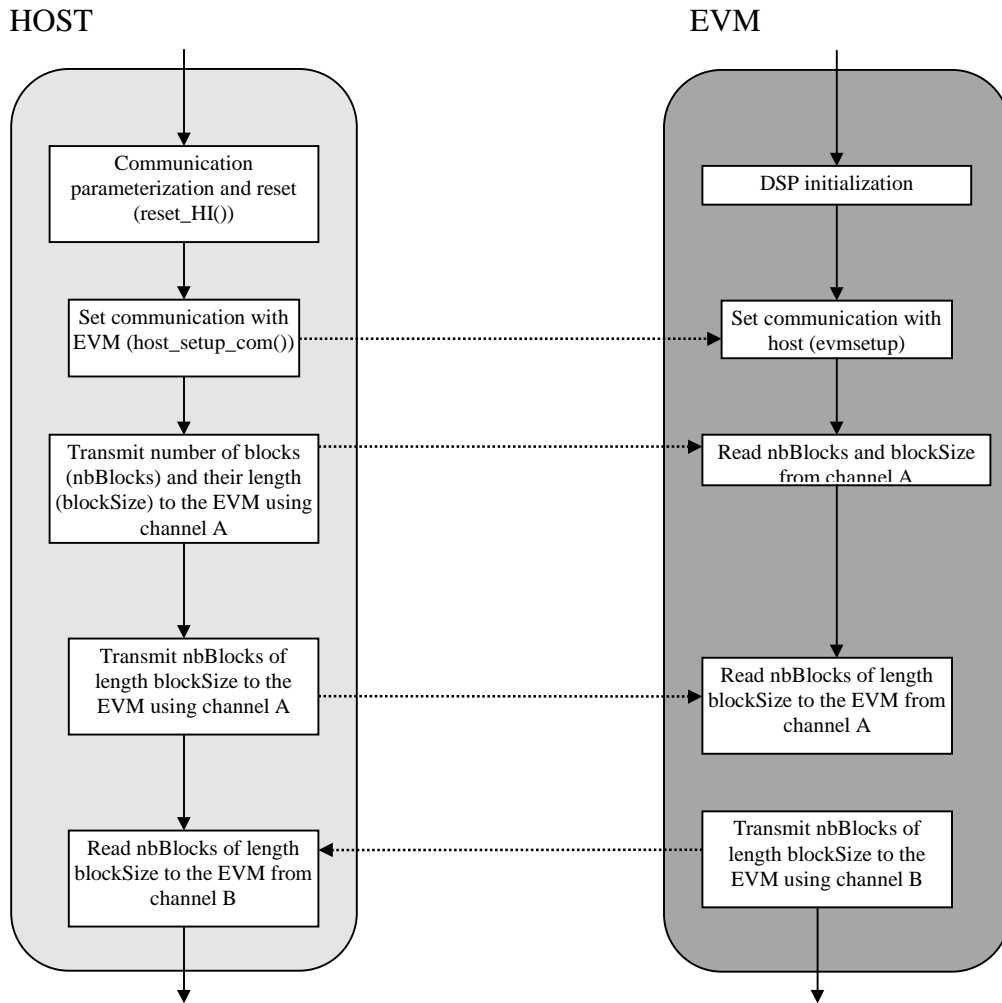 HOST
EVM
Communication
parameterization and reset
(reset_HI())
DSP initialization
Set communication with
EVM (host_setup_com())
Set communication with
host (evmsetup)
Transmit number of blocks
(nbBlocks) and their length
(blockSize) to the EVM using
channel A
Read nbBlocks and blockSize
from channel A
Transmit nbBlocks of
length blockSize to the
EVM using channel A
Read nbBlocks of length
blockSize to the EVM from
channel A
Read nbBlocks of length
blockSize to the EVM from
channel B
Transmit nbBlocks of
length blockSize to the
EVM using channel B